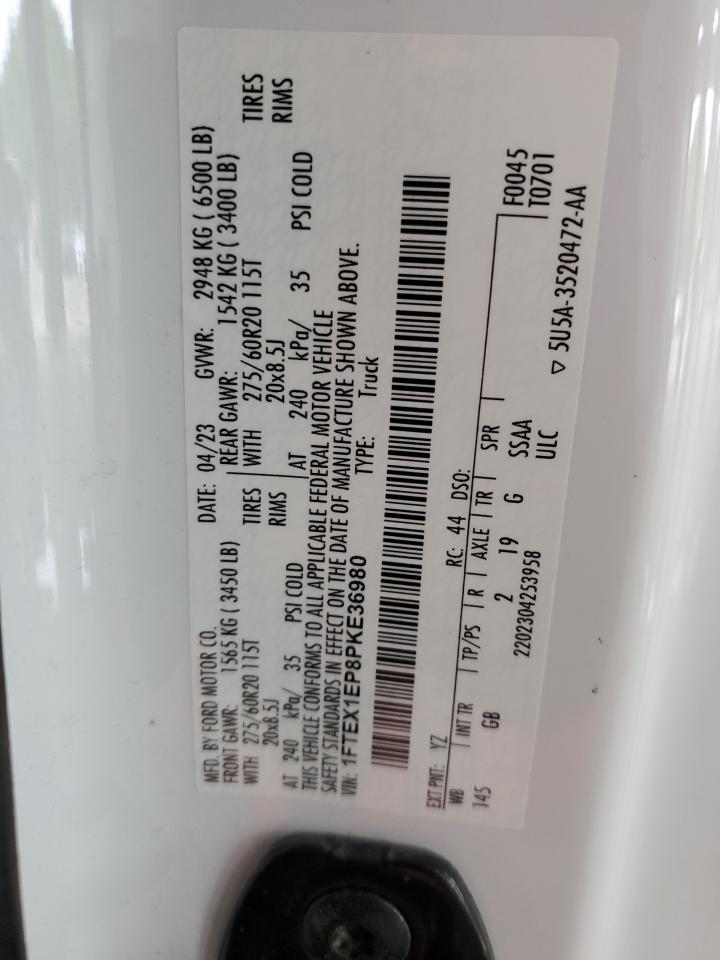 MFD. BY FORD MOTOR CO. DATE: 04/23 GVWR: 2948 KG ( 6500 LB)
FRONT GAWR: 1565 KG ( 3450 LB) REAR GAWR: 1542 KG ( 3400 LB)
WITH 275/60R20 115T TIRES WITH 275/60R20 115T TIRES
20x8.5J RIMS 20x8.5J RIMS
AT 240 kPa/ 35 PSI COLD AT 240 kPa/ 35 PSI COLD
THIS VEHICLE CONFORMS TO ALL APPLICABLE FEDERAL MOTOR VEHICLE
SAFETY STANDARDS IN EFFECT ON THE DATE OF MANUFACTURE SHOWN ABOVE.
VIN: 1FTEX1EP8PKE36980 TYPE: Truck
EXT PNT: YZ RC: 44 DSO: F0045
WB INT TR TP/PS R AXLE TR SPR T0701
145 GB 2 19 G SSAA
2202304253958 ULC
▽ 5U5A-3520472-AA